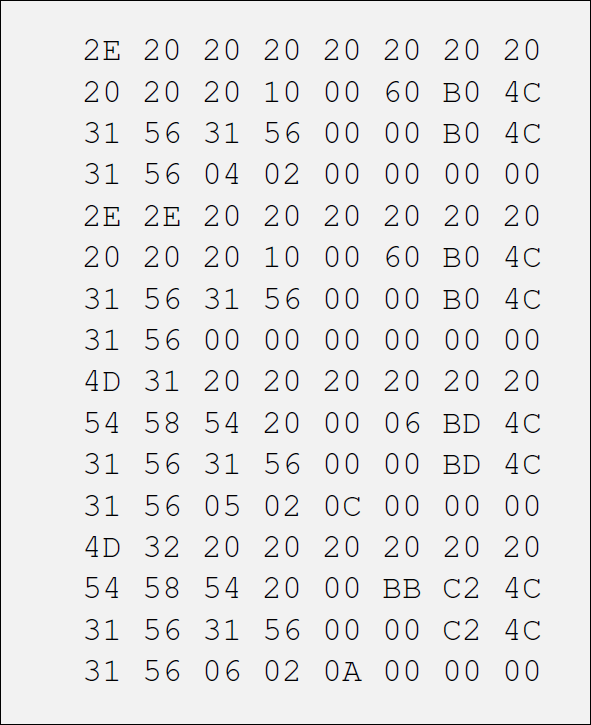 2E 20 20 20 20 20 20 20
20 20 20 10 00 60 B0 4C
31 56 31 56 00 00 B0 4C
31 56 04 02 00 00 00 00
2E 2E 20 20 20 20 20 20
20 20 20 10 00 60 B0 4C
31 56 31 56 00 00 B0 4C
31 56 00 00 00 00 00 00
4D 31 20 20 20 20 20 20
54 58 54 20 00 06 BD 4C
31 56 31 56 00 00 BD 4C
31 56 05 02 0C 00 00 00
4D 32 20 20 20 20 20 20
54 58 54 20 00 BB C2 4C
31 56 31 56 00 00 C2 4C
31 56 06 02 0A 00 00 00